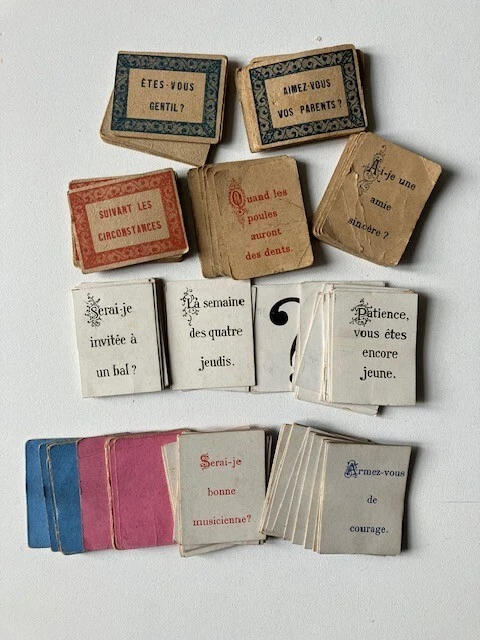 ÊTES-VOUS
GENTIL?
AIMEZ-VOUS
VOS PARENTS?
SUIVANT LES
CIRCONSTANCES
Quand les
poules
auront
des dents.
Ai-je une
amie
sincère?
Serai-je
invitée à
un bal?
La semaine
des quatre
jeudis.
?
Patience,
vous êtes
encore
jeune.
Serai-je
bonne
musicienne?
Armez-vous
de
courage.